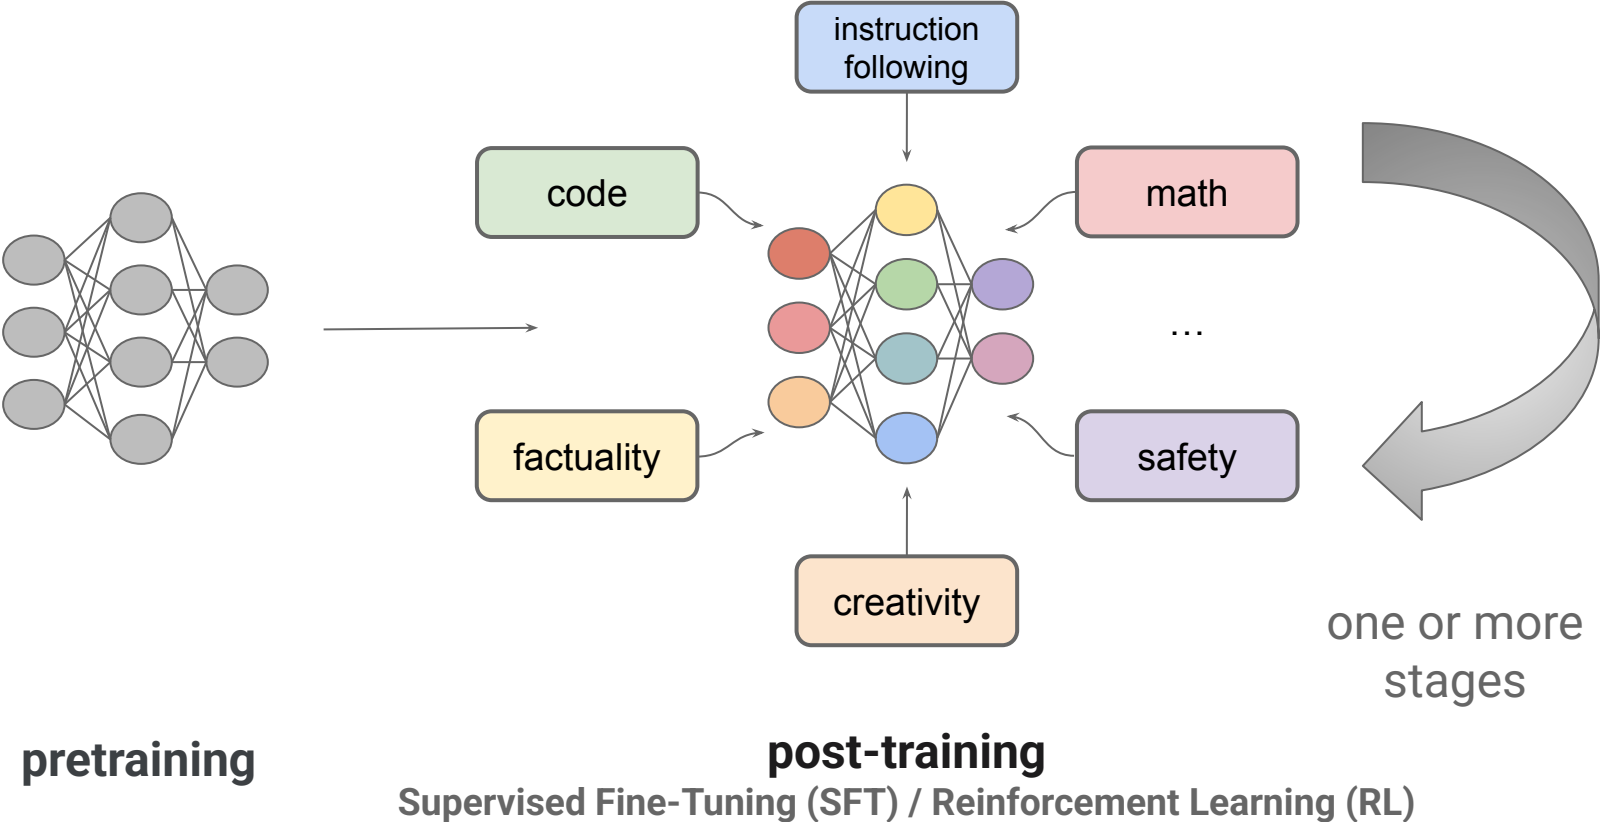 instruction
following
code
math
...
factuality
safety
creativity
one or more
stages
pretraining
post-training
Supervised Fine-Tuning (SFT) / Reinforcement Learning (RL)